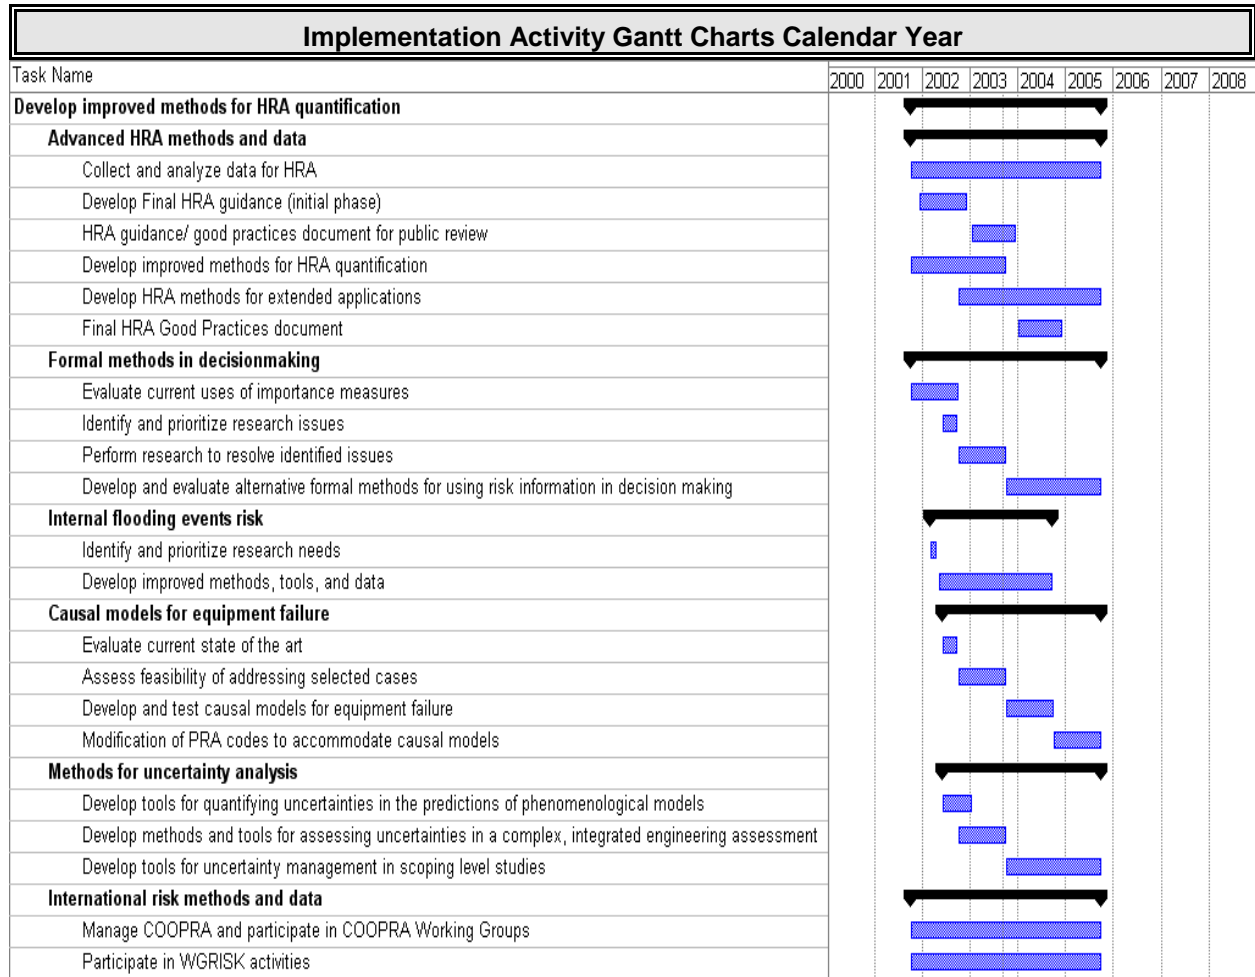 Implementation Activity Gantt Charts Calendar Year
Task Name 2000 2001 2002 2003 2004 2005 2006 2007 2008
Develop improved methods for HRA quantification
Advanced HRA methods and data
Collect and analyze data for HRA
Develop Final HRA guidance (initial phase)
HRA guidance/ good practices document for public review
Develop improved methods for HRA quantification
Develop HRA methods for extended applications
Final HRA Good Practices document
Formal methods in decisionmaking
Evaluate current uses of importance measures
Identify and prioritize research issues
Perform research to resolve identified issues
Develop and evaluate alternative formal methods for using risk information in decision making
Internal flooding events risk
Identify and prioritize research needs
Develop improved methods, tools, and data
Causal models for equipment failure
Evaluate current state of the art
Assess feasibility of addressing selected cases
Develop and test causal models for equipment failure
Modification of PRA codes to accommodate causal models
Methods for uncertainty analysis
Develop tools for quantifying uncertainties in the predictions of phenomenological models
Develop methods and tools for assessing uncertainties in a complex, integrated engineering assessment
Develop tools for uncertainty management in scoping level studies
International risk methods and data
Manage COOPRA and participate in COOPRA Working Groups
Participate in WGRISK activities